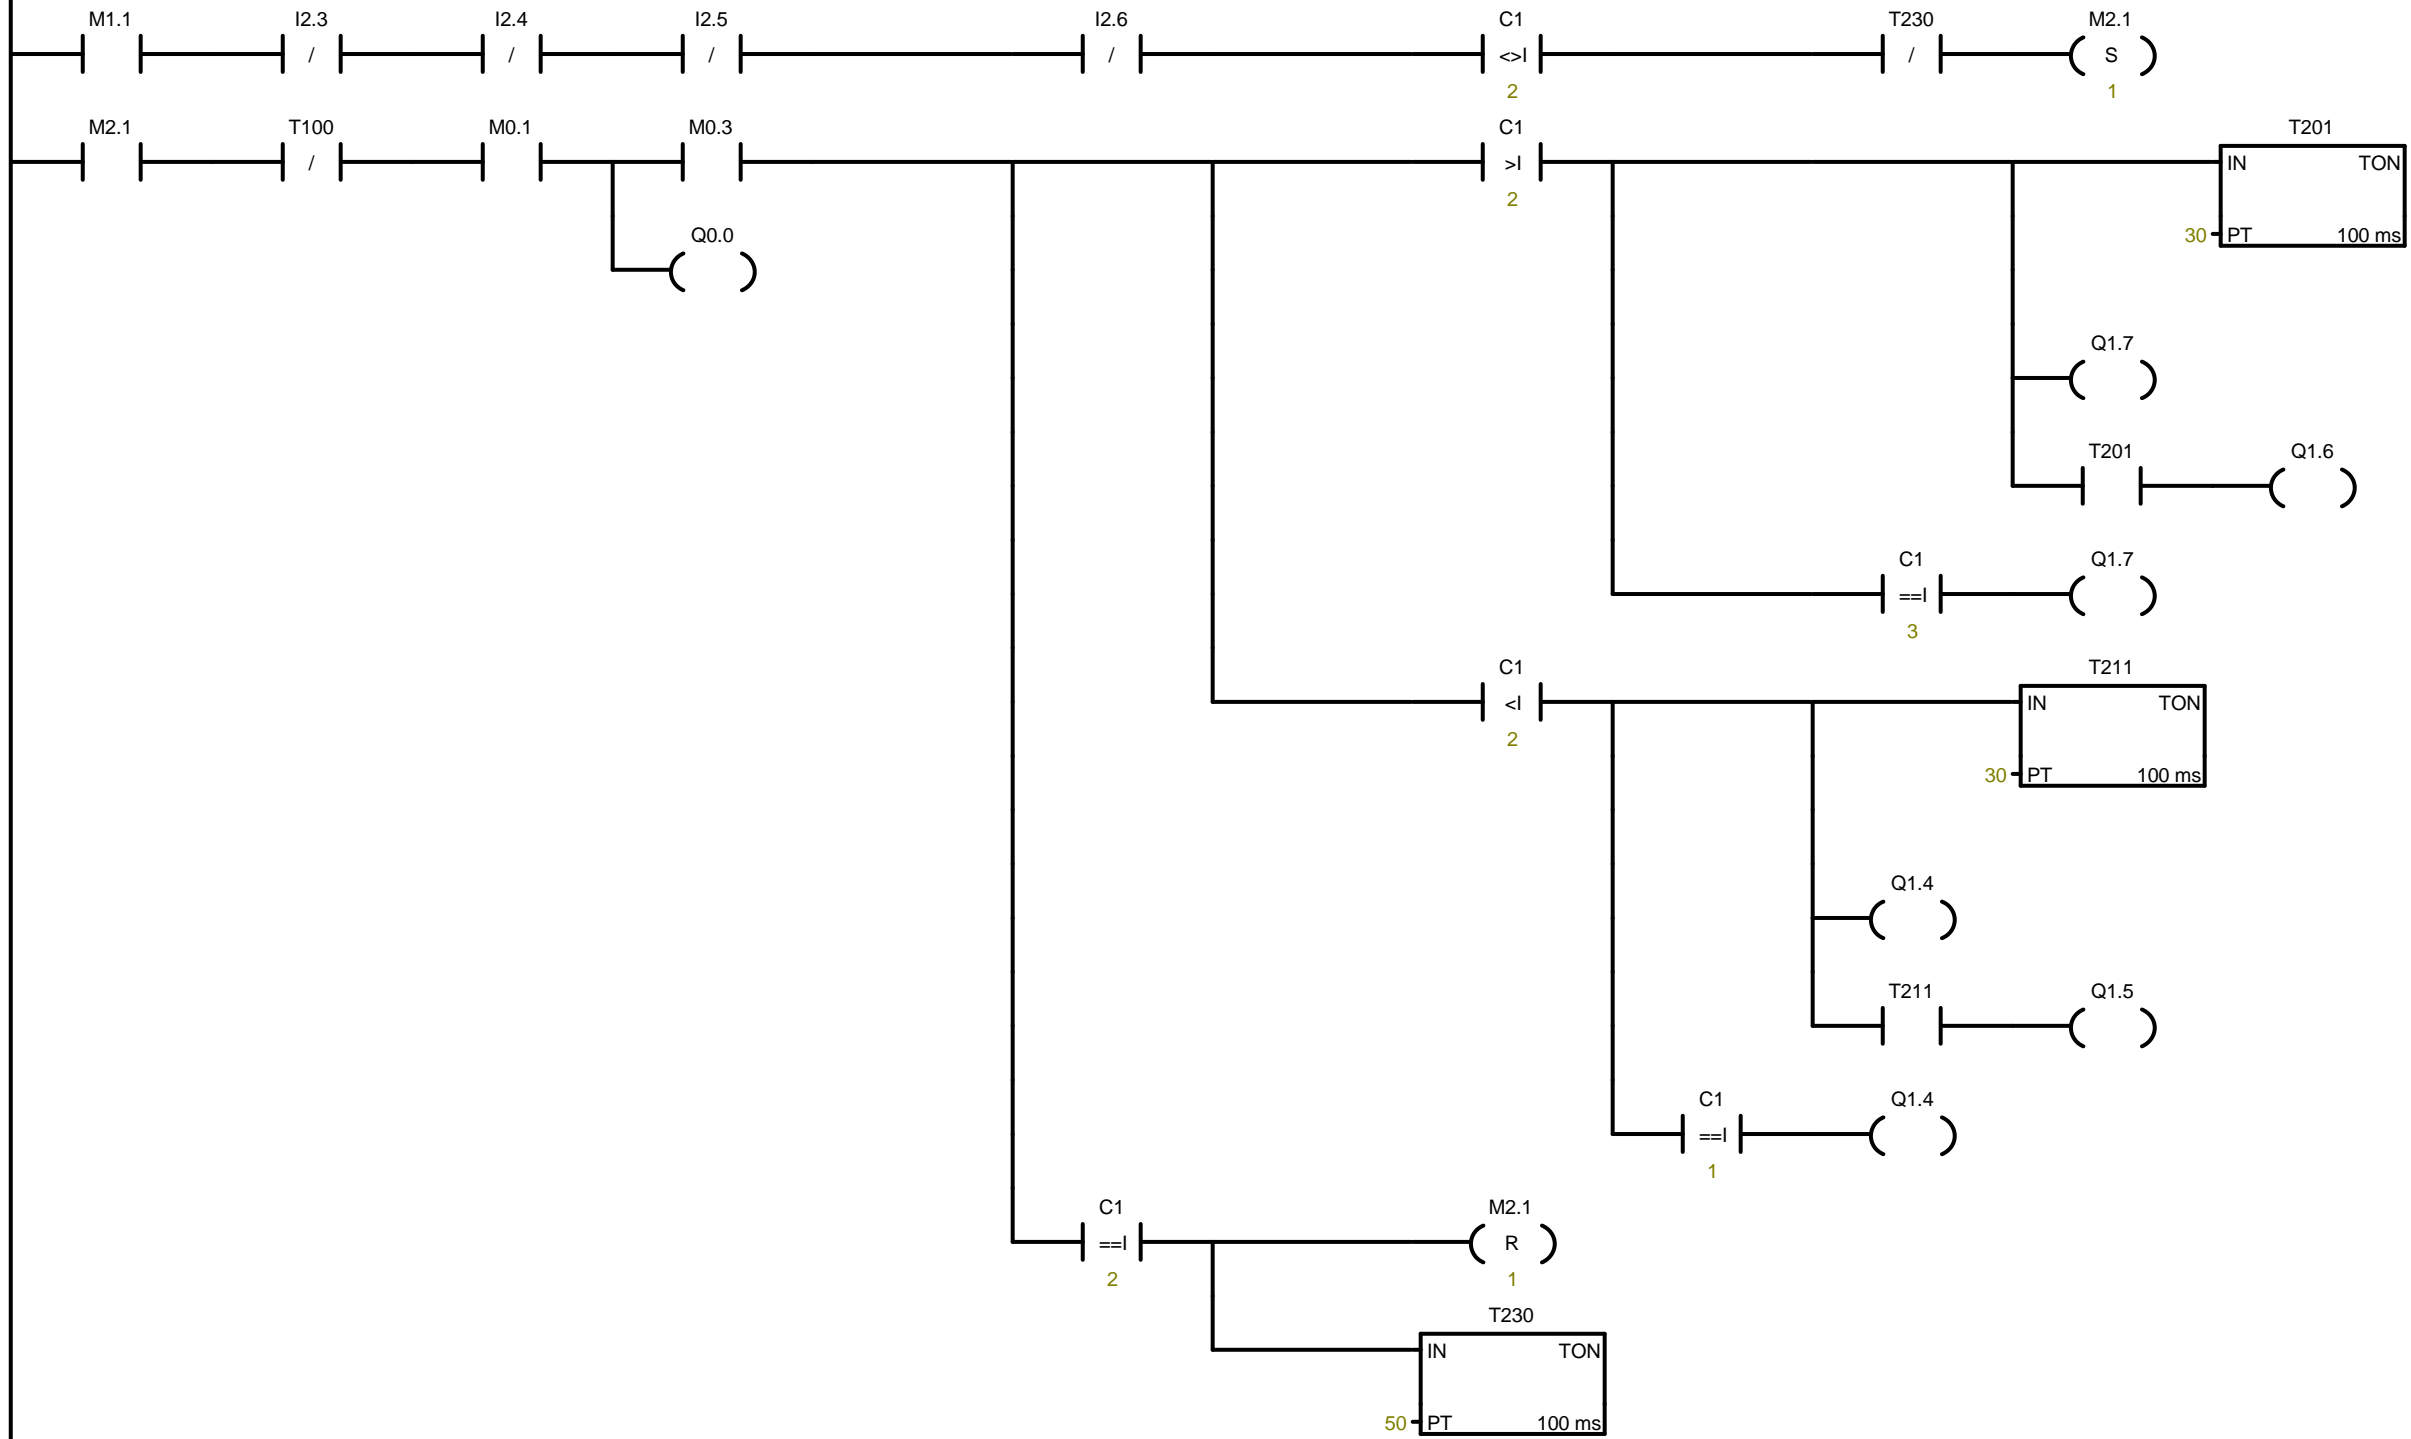 M1.1 I2.3 I2.4 I2.5 I2.6 C1 T230 M2.1
/ / / / <>I / S
2 1
M2.1 T100 M0.1 M0.3 C1 T201
/ >I IN TON
2
30 PT 100 ms
Q0.0
Q1.7
T201 Q1.6
C1 Q1.7
==I
3
C1 T211
<I IN TON
2
30 PT 100 ms
Q1.4
T211 Q1.5
C1 Q1.4
==I
1
C1 M2.1
==I R
2 1
T230
IN TON
50 PT 100 ms